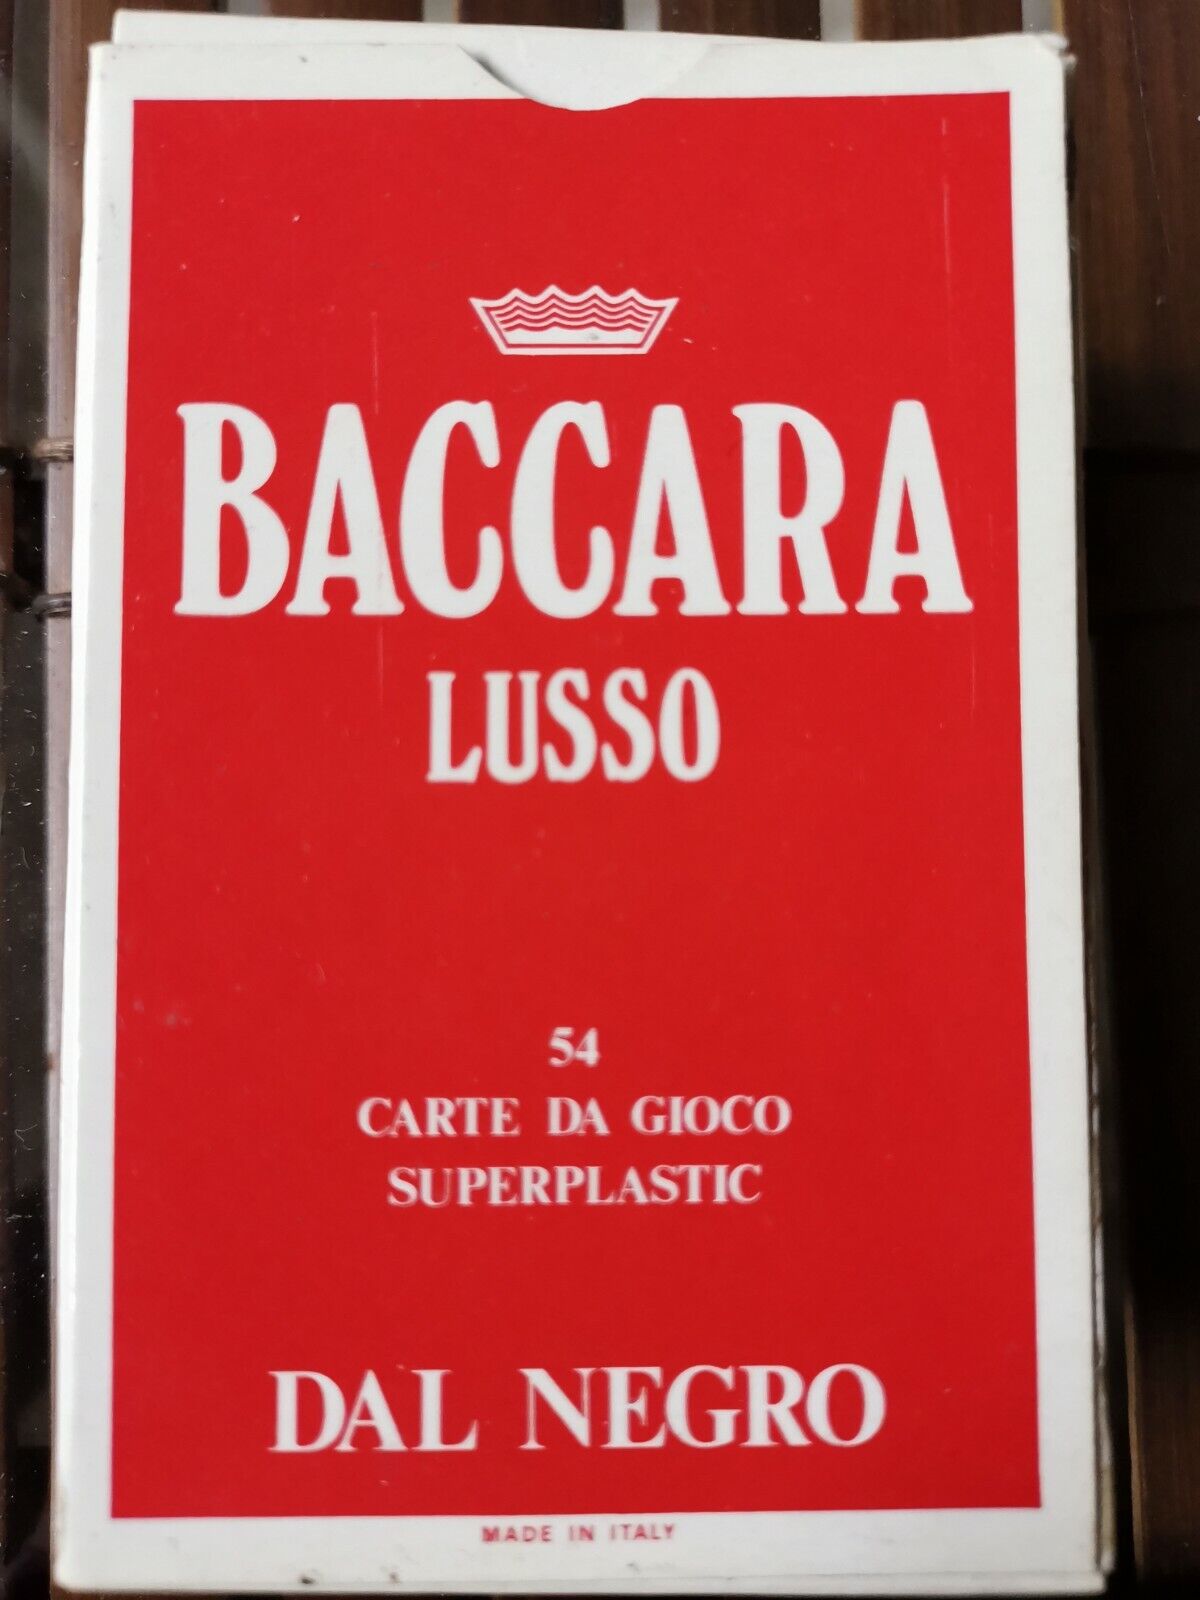 BACCARA
LUSSO
54
CARTE DA GIOCO
SUPERPLASTIC
DAL NEGRO
MADE IN ITALY